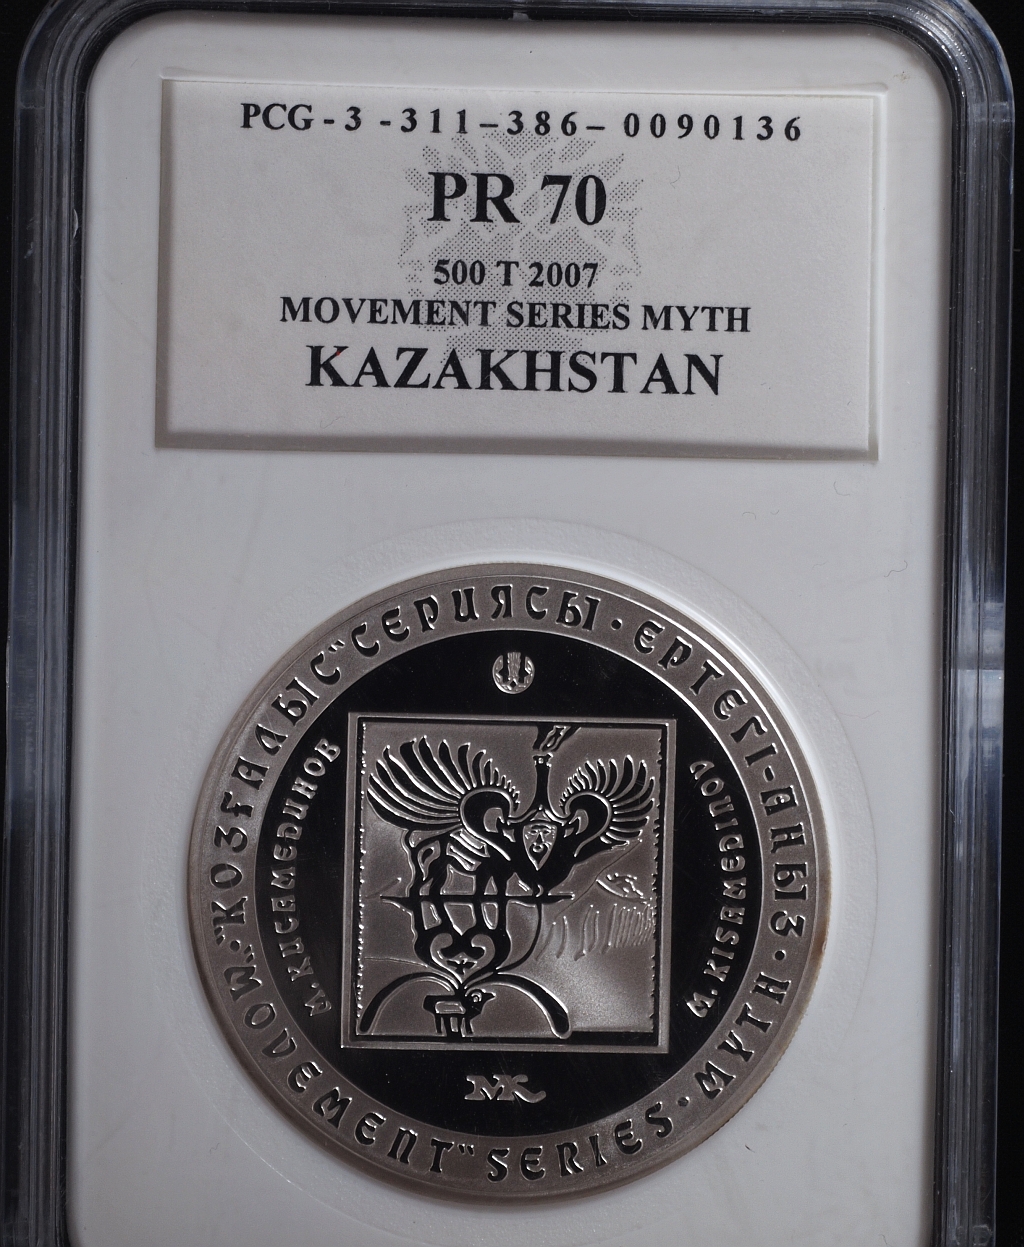 PCG-3 -311-386- 0090136
PR 70
500 T 2007
MOVEMENT SERIES MYTH
KAZAKHSTAN
"ҚОЗҒАЛЫС" СЕРИЯСЫ · ЕРТЕГІ-АҢЫЗ ·
"MOVEMENT" SERIES · MYTH
М. КИСАМЕДИНОВ
M. KISAMEDINOV
MK